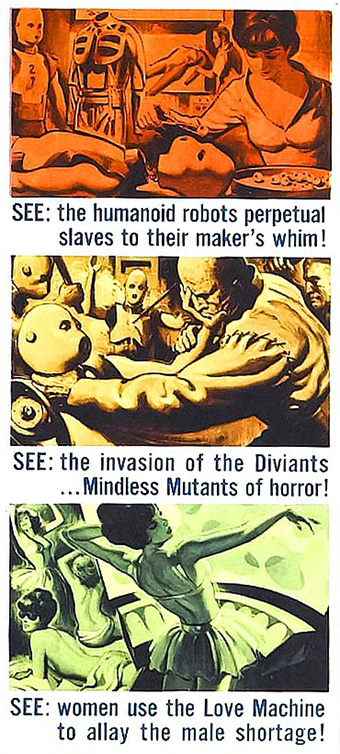 SEE: the humanoid robots perpetual
slaves to their maker's whim!
SEE: the invasion of the Diviants
...Mindless Mutants of horror!
SEE: women use the Love Machine
to allay the male shortage!